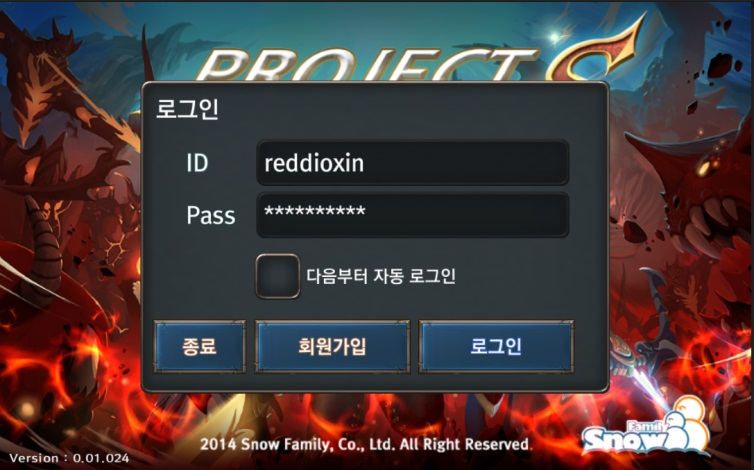 PROJECT S
로그인
ID reddioxin
Pass **********
다음부터 자동 로그인
종료 회원가입 로그인
2014 Snow Family, Co., Ltd. All Right Reserved.
Family
Snow
Version : 0.01.024